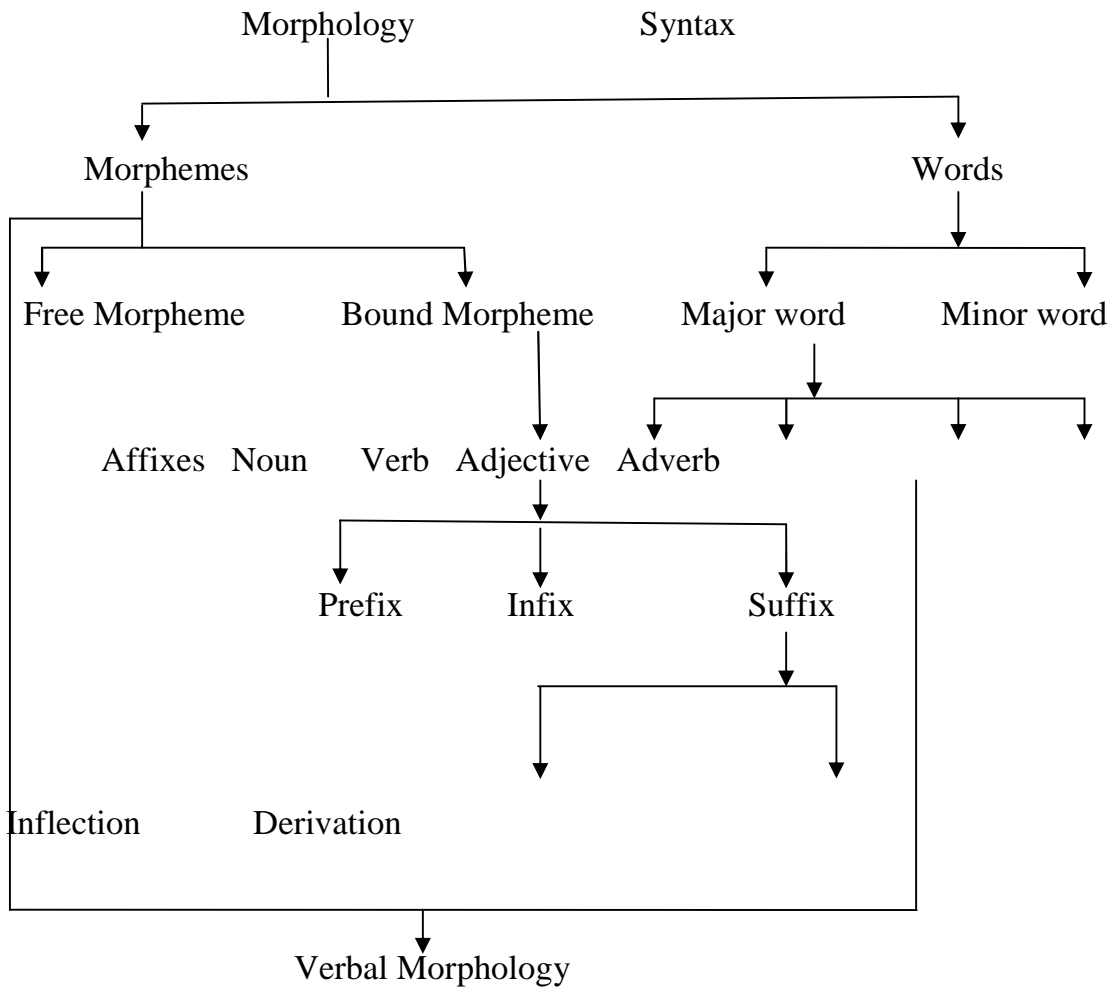 Morphology Syntax
Morphemes Words
Free Morpheme Bound Morpheme Major word Minor word
Affixes Noun Verb Adjective Adverb
Prefix Infix Suffix
Inflection Derivation
Verbal Morphology